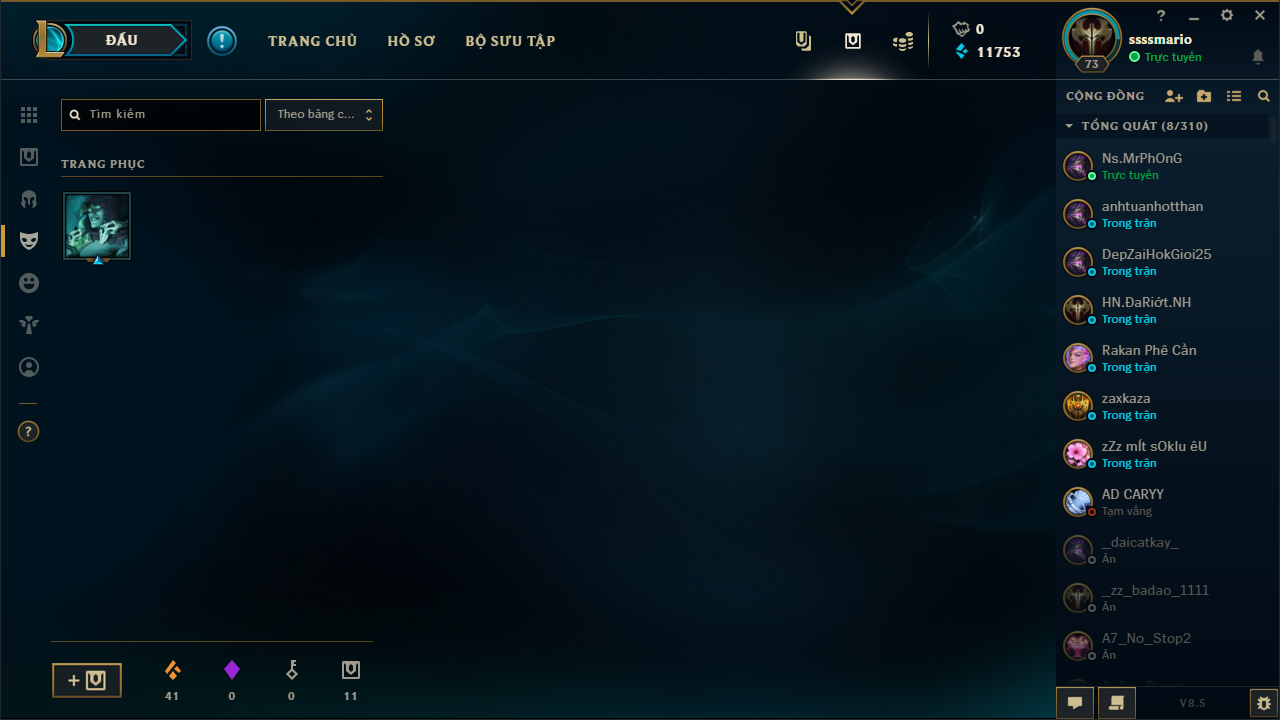 ĐẤU
TRANG CHỦ
HỒ SƠ
BỘ SƯU TẬP
0
11753
73
ssssmario
Trực tuyến
Tìm kiếm
Theo bảng c...
TRANG PHỤC
41
0
0
11
CỘNG ĐỒNG
TỔNG QUÁT (8/310)
Ns.MrPhOnG
Trực tuyến
anhtuanhotthan
Trong trận
DepZaiHokGioi25
Trong trận
HN.ĐaRiớt.NH
Trong trận
Rakan Phê Cần
Trong trận
zaxkaza
Trong trận
zZz mÍt sOkIu êU
Trong trận
AD CARYY
Tạm vắng
_daicatkay_
Ẩn
_zz_badao_1111
Ẩn
A7_No_Stop2
Ẩn
V8.5